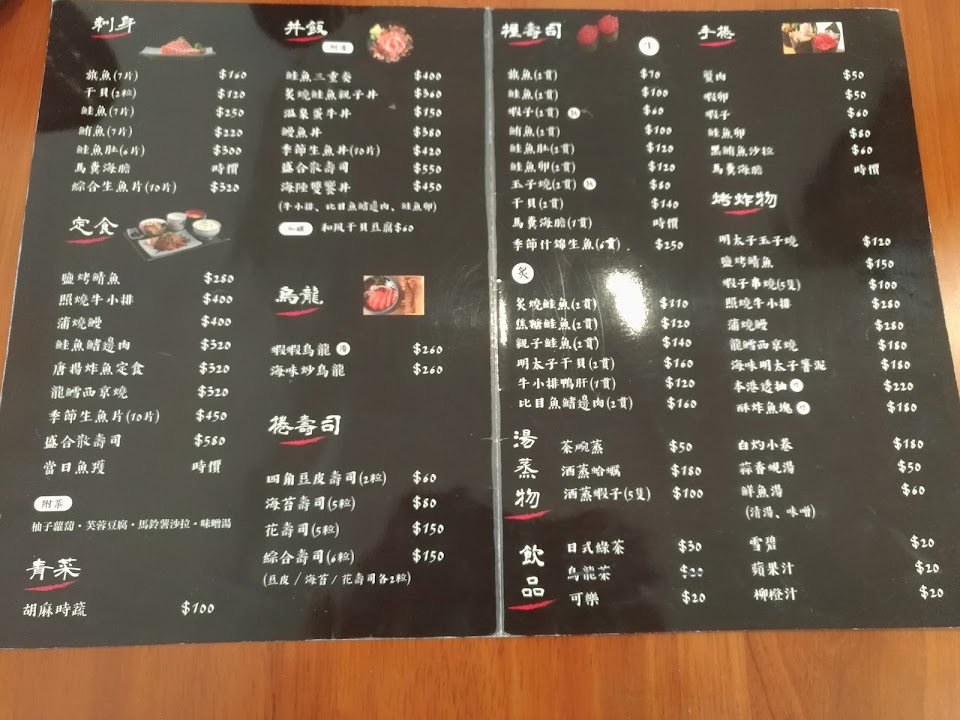 刺身
旗魚(7片) $160
干貝(2粒) $120
鮭魚(7片) $250
鮪魚(7片) $220
鮭魚肚(6片) $300
馬糞海膽 時價
綜合生魚片(10片) $320
定食
鹽烤鯖魚 $280
照燒牛小排 $400
蒲燒鰻 $400
鮭魚鰭邊肉 $320
唐揚炸魚定食 $320
龍鱈西京燒 $320
季節生魚片(10片) $450
盛合散壽司 $580
當日魚獲 時價
附菜
柚子蘿蔔・芙蓉豆腐・馬鈴薯沙拉・味噌湯
青菜
胡麻時蔬 $100
丼飯
附湯
鮭魚三重奏 $400
炙燒鮭魚親子丼 $360
溫泉蛋牛丼 $150
鰻魚丼 $380
季節生魚丼(10片) $420
盛合散壽司 $550
海陸雙饗丼 $450
(牛小排、比目魚鰭邊肉、鮭魚卵)
加購 和風干貝豆腐$60
烏龍
蝦蝦烏龍 $260
海味炒烏龍 $260
捲壽司
四角豆皮壽司(2粒) $60
海苔壽司(5粒) $80
花壽司(5粒) $150
綜合壽司(6粒) $150
(豆皮/海苔/花壽司各2粒)
握壽司
生
旗魚(2貫) $70
鮭魚(2貫) $100
蝦子(2貫) 熟 $60
鮪魚(2貫) $100
鮭魚肚(2貫) $120
鮭魚卵(2貫) $120
玉子燒(2貫) 熟 $80
干貝(2貫) $140
馬糞海膽(1貫) 時價
季節什錦生魚(6貫) $250
炙
炙燒鮭魚(2貫) $110
焦糖鮭魚(2貫) $120
親子鮭魚(2貫) $140
明太子干貝(2貫) $160
牛小排鴨肝(1貫) $120
比目魚鰭邊肉(2貫) $160
湯蒸物
茶碗蒸 $50
酒蒸蛤蠣 $180
酒蒸蝦子(5隻) $100
白灼小卷 $180
蒜香蜆湯 $50
鮮魚湯 $60
(清湯、味噌)
飲品
日式綠茶 $30
烏龍茶 $20
可樂 $20
雪碧 $20
蘋果汁 $20
柳橙汁 $20
手捲
蟹肉 $50
蝦卵 $50
蝦子 $60
鮭魚卵 $80
黑鮪魚沙拉 $60
馬糞海膽 時價
烤炸物
明太子玉子燒 $120
鹽烤鯖魚 $150
蝦子串燒(5隻) $100
照燒牛小排 $280
蒲燒鰻 $280
龍鱈西京燒 $180
海味明太子薯泥 $180
本港透抽 $220
酥炸魚塊 $180